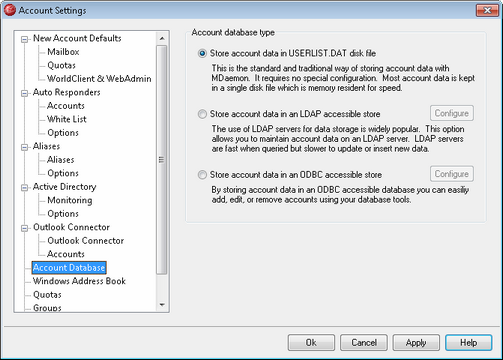 Account Settings
New Account Defaults
Mailbox
Quotas
WorldClient & WebAdmin
Auto Responders
Accounts
White List
Options
Aliases
Aliases
Options
Active Directory
Monitoring
Options
Outlook Connector
Outlook Connector
Accounts
Account Database
Windows Address Book
Quotas
Groups
Account database type
Store account data in USERLIST.DAT disk file
This is the standard and traditional way of storing account data with
MDaemon. It requires no special configuration. Most account data is kept
in a single disk file which is memory resident for speed.
Store account data in an LDAP accessible store
Configure
The use of LDAP servers for data storage is widely popular. This option
allows you to maintain account data on an LDAP server. LDAP servers
are fast when queried but slower to update or insert new data.
Store account data in an ODBC accessible store
Configure
By storing account data in an ODBC accessible database you can easiliy
add, edit, or remove accounts using your database tools.
Ok
Cancel
Apply
Help